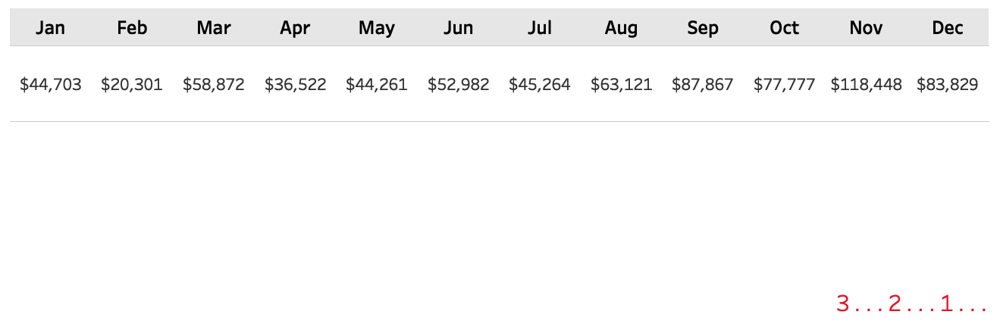 Jan Feb Mar Apr May Jun Jul Aug Sep Oct Nov Dec
$44,703 $20,301 $58,872 $36,522 $44,261 $52,982 $45,264 $63,121 $87,867 $77,777 $118,448 $83,829
3...2...1...